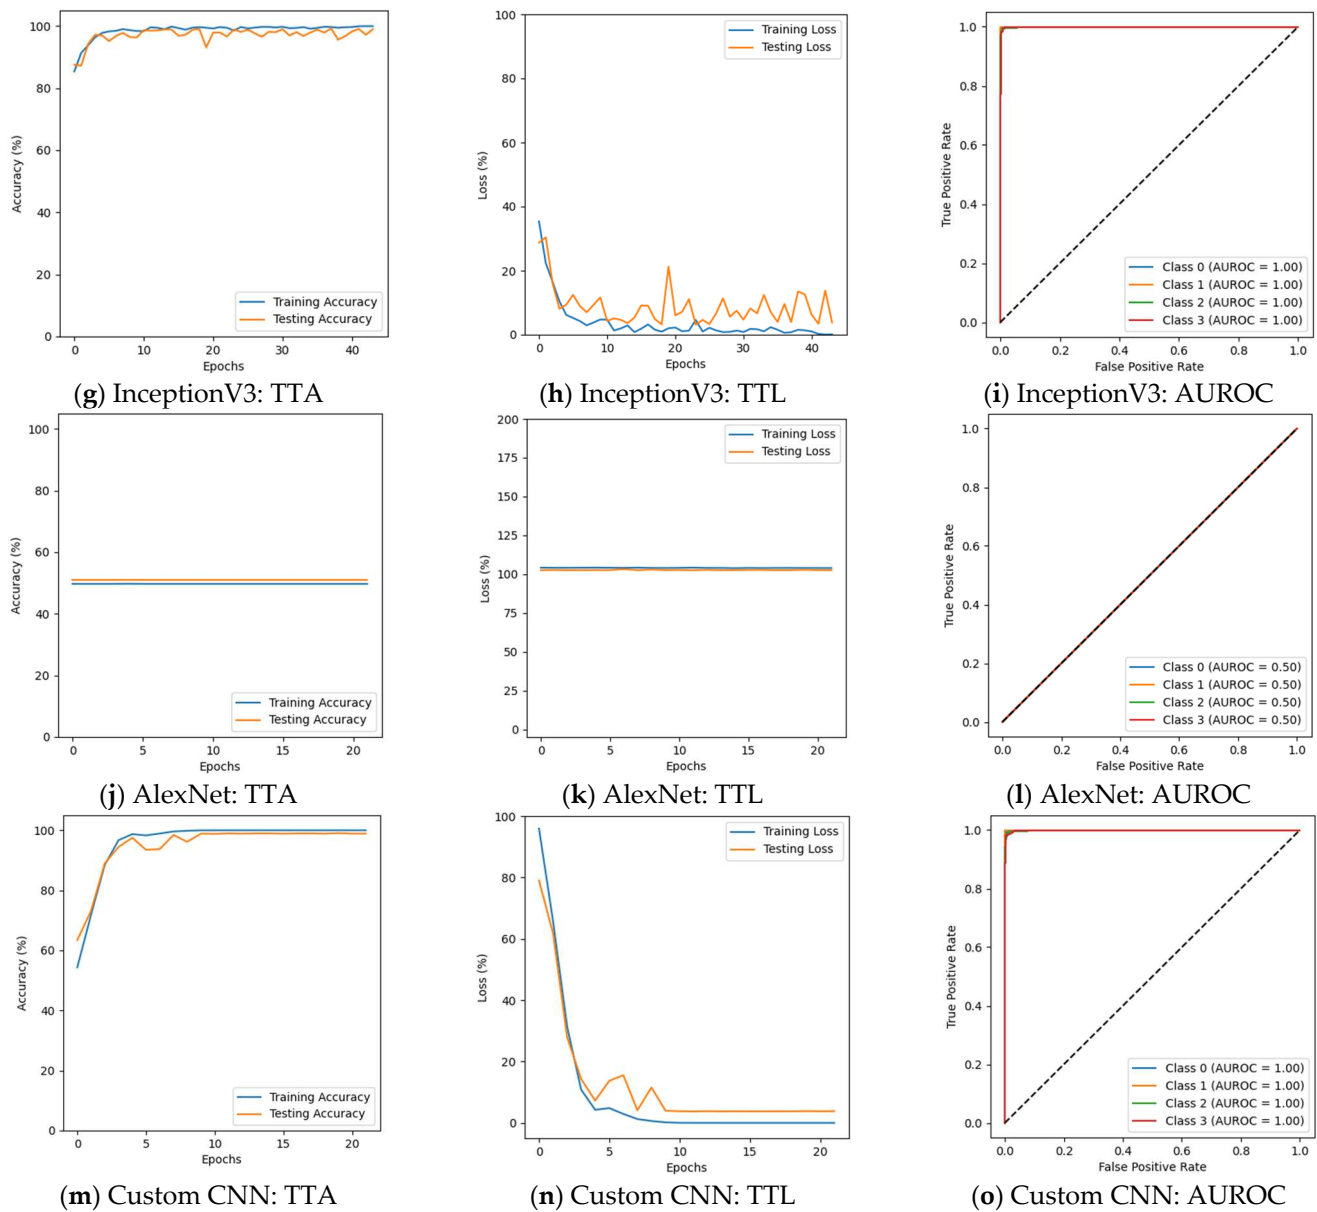 100
80
60
40
20
0
Accuracy (%)
0 10 20 30 40
Epochs
Training Accuracy
Testing Accuracy
(g) InceptionV3: TTA
100
80
60
40
20
0
Loss (%)
0 10 20 30 40
Epochs
Training Loss
Testing Loss
(h) InceptionV3: TTL
1.0
0.8
0.6
0.4
0.2
0.0
True Positive Rate
0.0 0.2 0.4 0.6 0.8 1.0
False Positive Rate
Class 0 (AUROC = 1.00)
Class 1 (AUROC = 1.00)
Class 2 (AUROC = 1.00)
Class 3 (AUROC = 1.00)
(i) InceptionV3: AUROC
100
80
60
40
20
0
Accuracy (%)
0 5 10 15 20
Epochs
Training Accuracy
Testing Accuracy
(j) AlexNet: TTA
200
175
150
125
100
75
50
25
0
Loss (%)
0 5 10 15 20
Epochs
Training Loss
Testing Loss
(k) AlexNet: TTL
1.0
0.8
0.6
0.4
0.2
0.0
True Positive Rate
0.0 0.2 0.4 0.6 0.8 1.0
False Positive Rate
Class 0 (AUROC = 0.50)
Class 1 (AUROC = 0.50)
Class 2 (AUROC = 0.50)
Class 3 (AUROC = 0.50)
(l) AlexNet: AUROC
100
80
60
40
20
0
Accuracy (%)
0 5 10 15 20
Epochs
Training Accuracy
Testing Accuracy
(m) Custom CNN: TTA
100
80
60
40
20
0
Loss (%)
0 5 10 15 20
Epochs
Training Loss
Testing Loss
(n) Custom CNN: TTL
1.0
0.8
0.6
0.4
0.2
0.0
True Positive Rate
0.0 0.2 0.4 0.6 0.8 1.0
False Positive Rate
Class 0 (AUROC = 1.00)
Class 1 (AUROC = 1.00)
Class 2 (AUROC = 1.00)
Class 3 (AUROC = 1.00)
(o) Custom CNN: AUROC